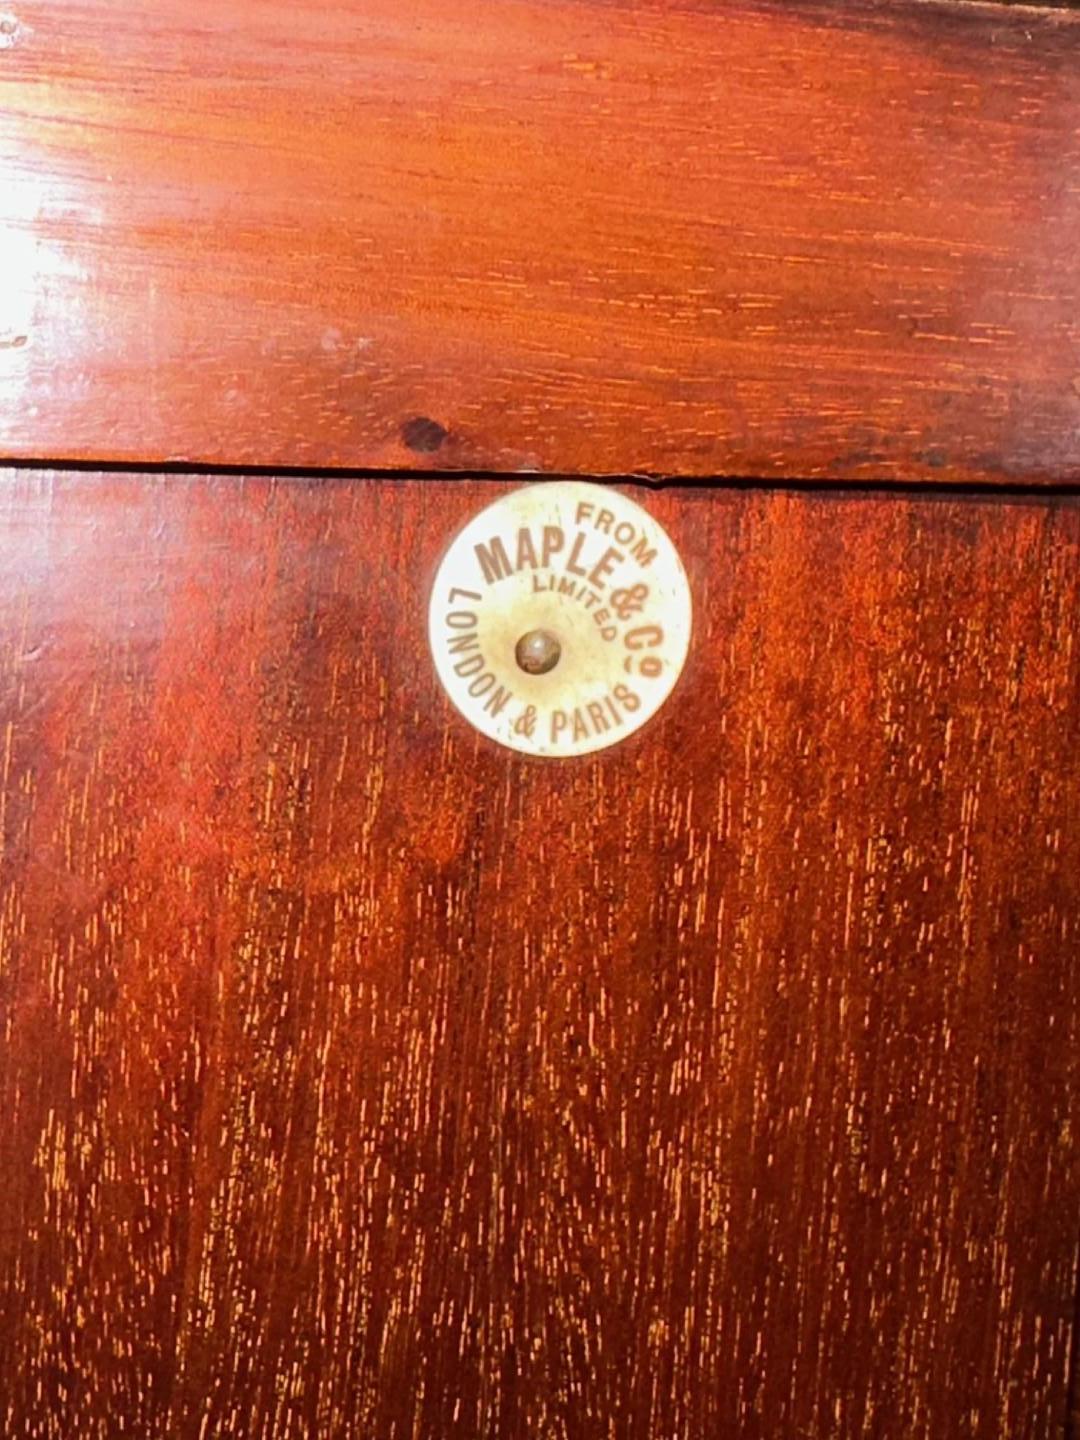 FROM
MAPLE & Co
LIMITED
LONDON & PARIS